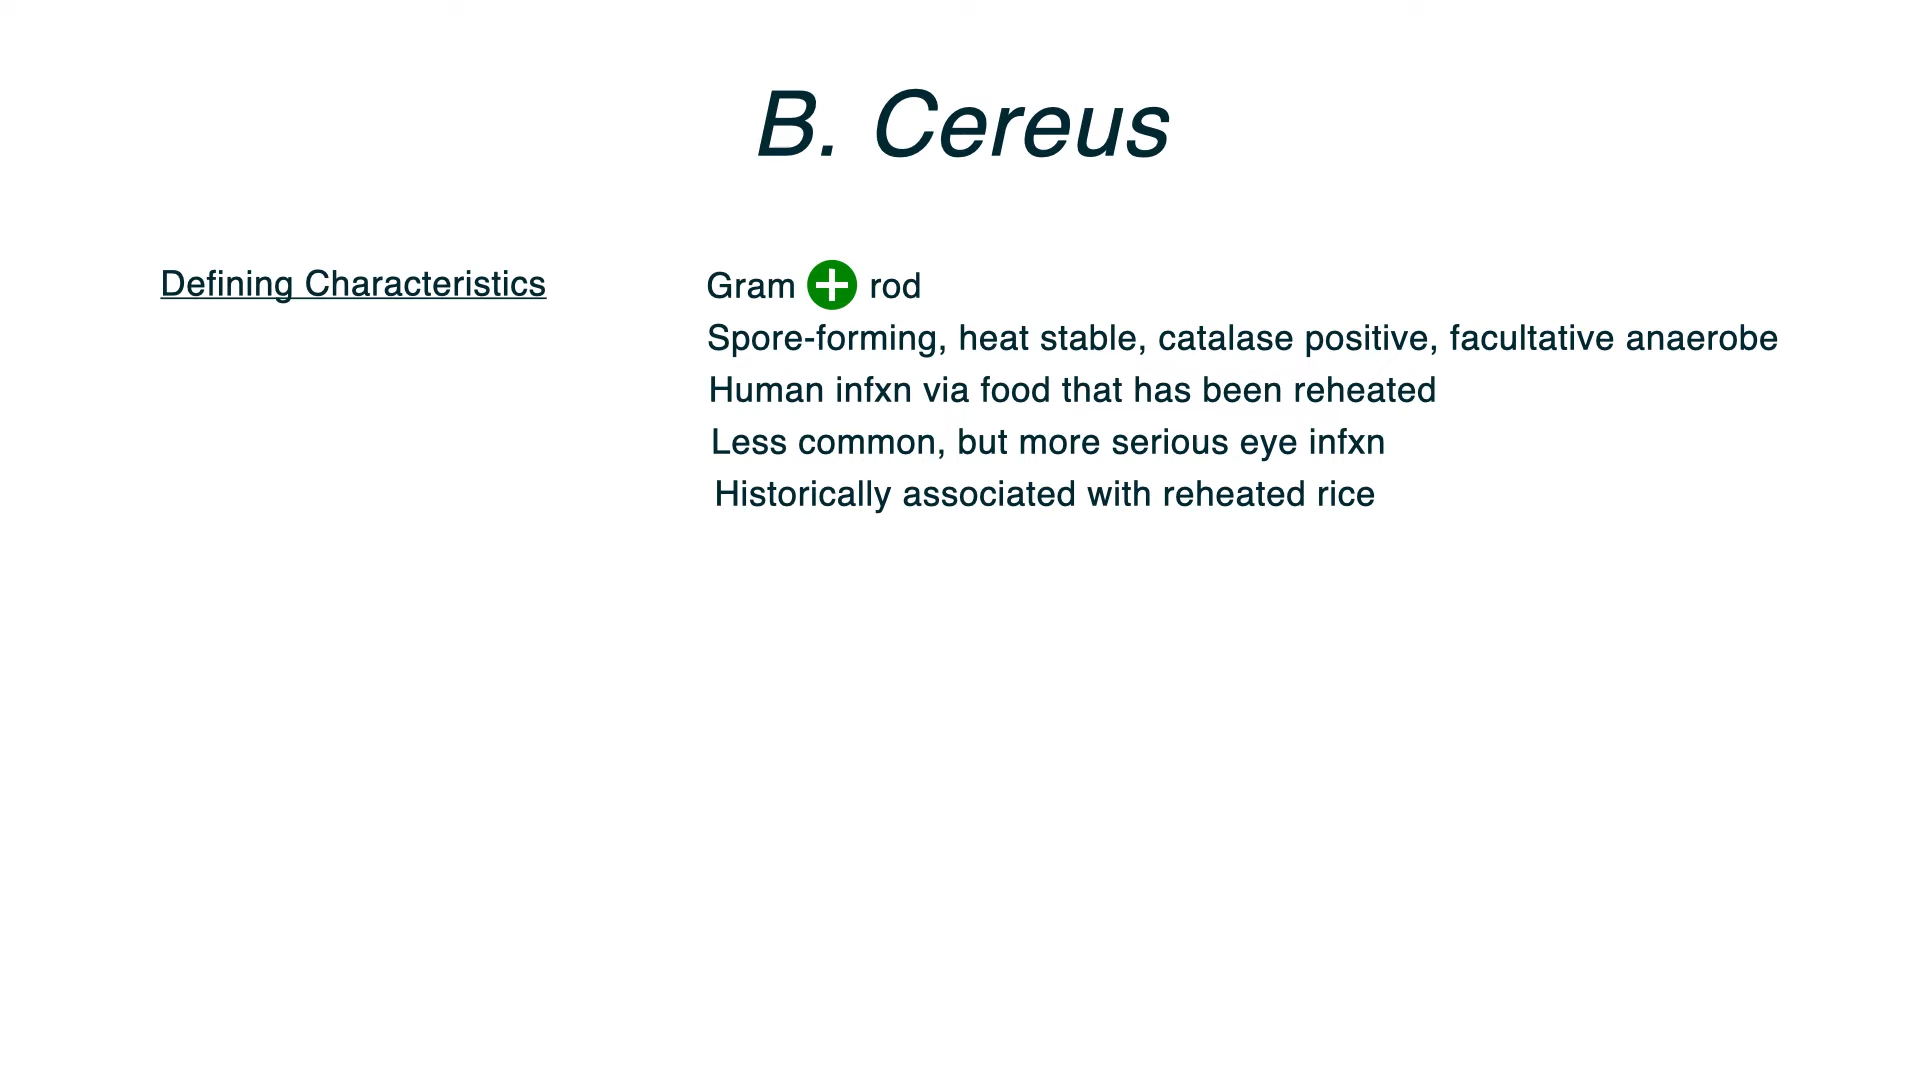 B. Cereus
Defining Characteristics
Gram + rod
Spore-forming, heat stable, catalase positive, facultative anaerobe
Human infxn via food that has been reheated
Less common, but more serious eye infxn
Historically associated with reheated rice